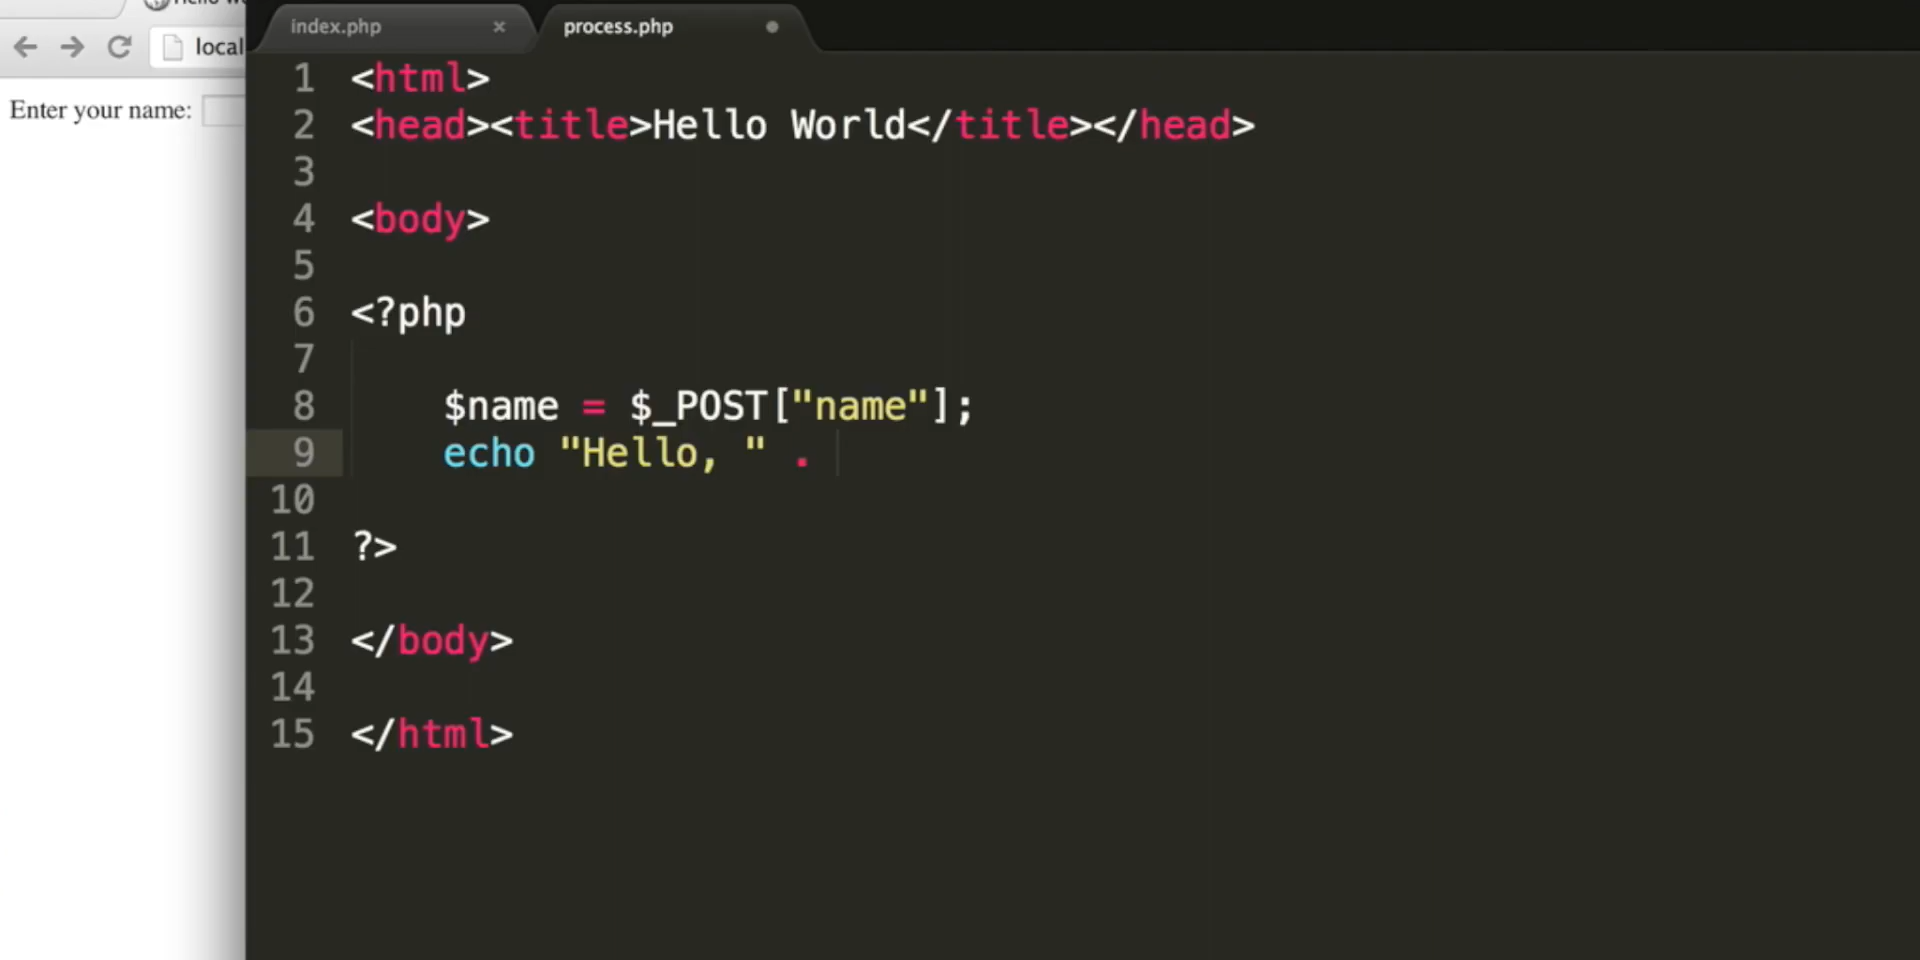 index.php × process.php
local
Enter your name:
1 <html>
2 <head><title>Hello World</title></head>
3
4 <body>
5
6 <?php
7
8 $name = $_POST["name"];
9 echo "Hello, " .
10
11 ?>
12
13 </body>
14
15 </html>